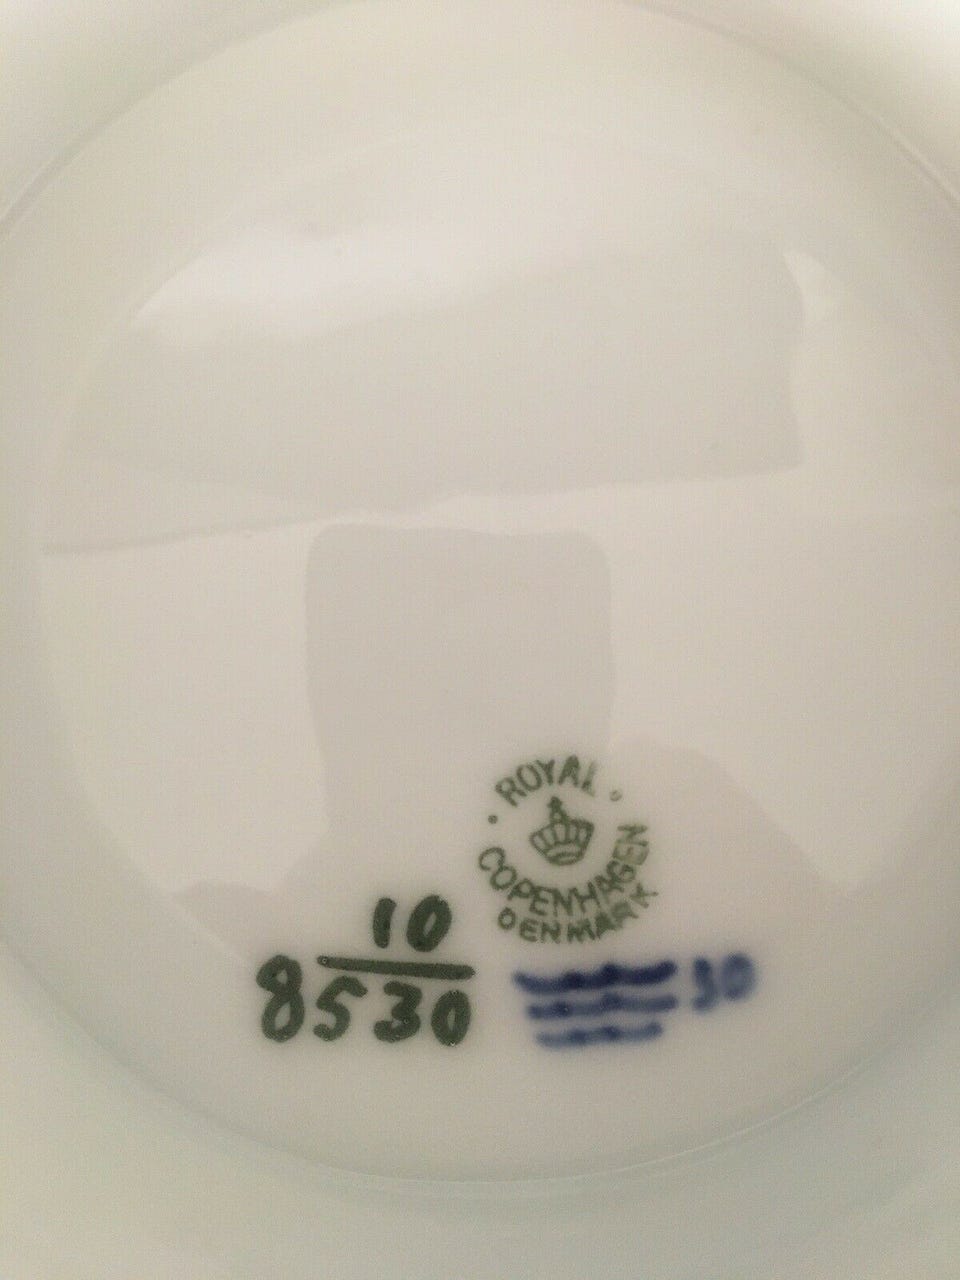 ROYAL
COPENHAGEN
DENMARK
10
8530
30